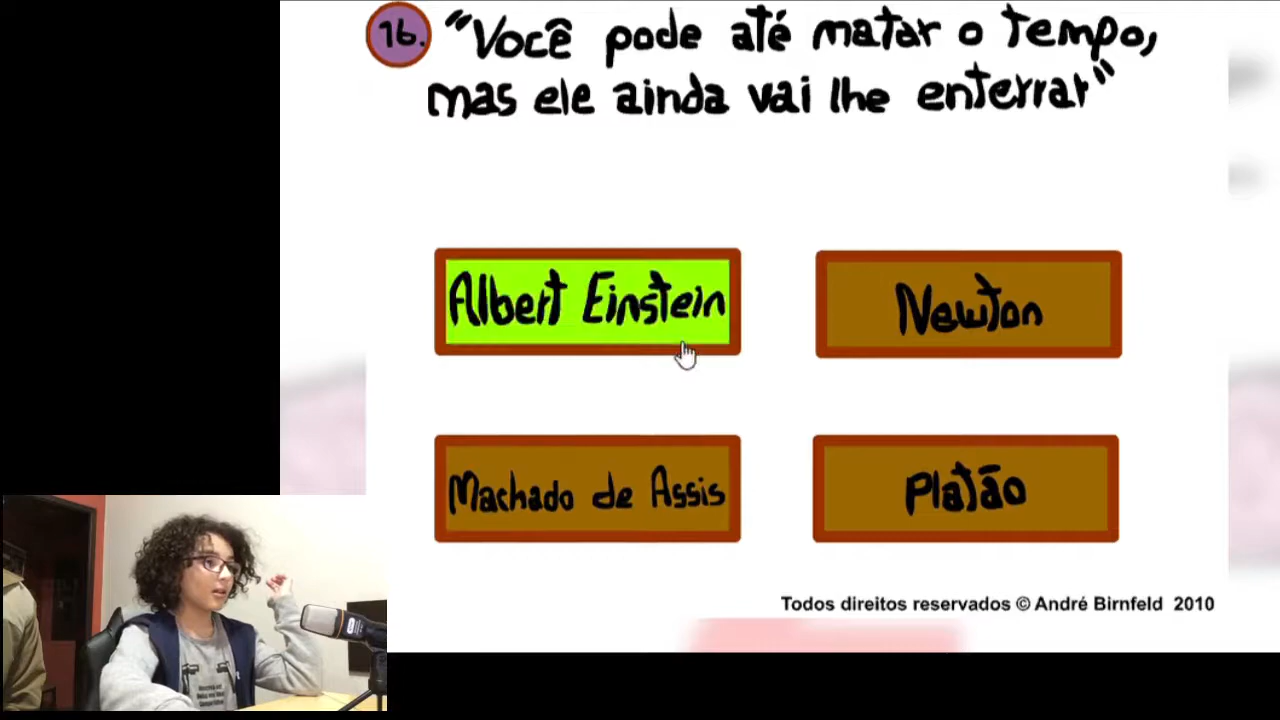 16. "Você pode até matar o tempo,
mas ele ainda vai lhe enterrar"
Albert Einstein
Newton
Machado de Assis
Platão
Todos direitos reservados © André Birnfeld 2010